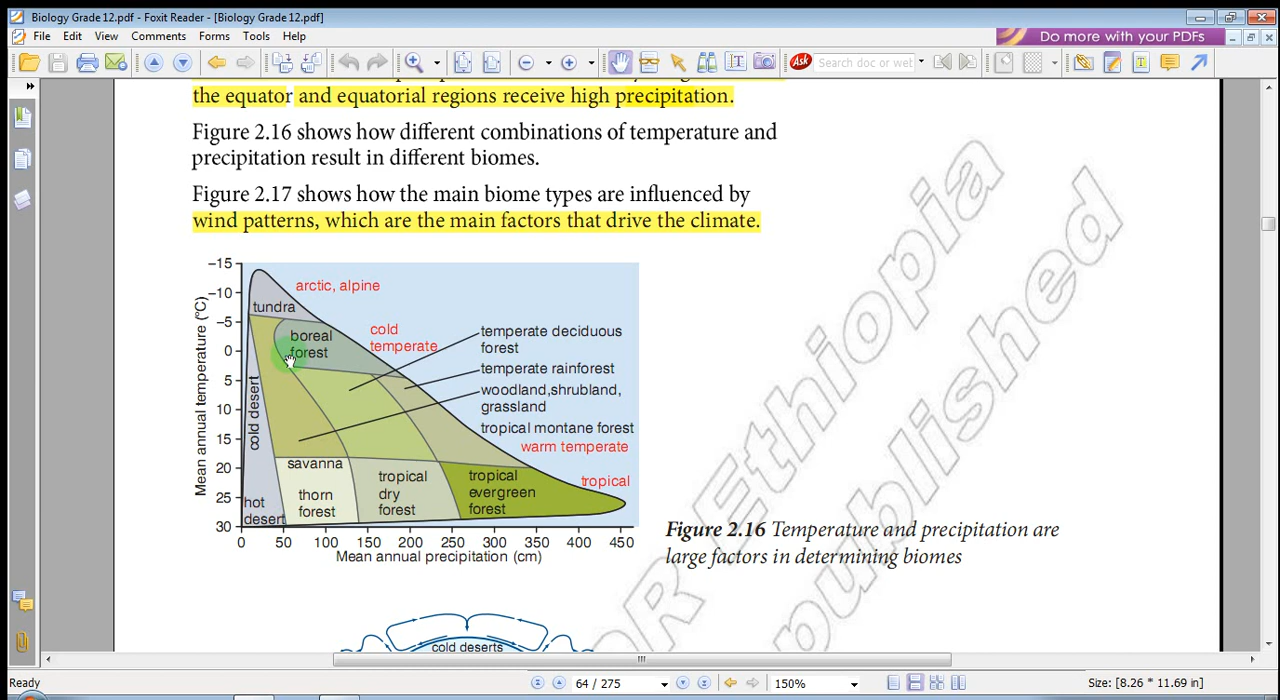 Biology Grade 12.pdf - Foxit Reader - [Biology Grade 12.pdf]
File Edit View Comments Forms Tools Help
Do more with your PDFs
Ask Search doc or wel
the equator and equatorial regions receive high precipitation.
Figure 2.16 shows how different combinations of temperature and
precipitation result in different biomes.
Figure 2.17 shows how the main biome types are influenced by
wind patterns, which are the main factors that drive the climate.
Mean annual temperature (°C)
–15
–10
–5
0
5
10
15
20
25
30
arctic, alpine
tundra
boreal
forest
cold
temperate
temperate deciduous
forest
temperate rainforest
woodland,shrubland,
grassland
tropical montane forest
warm temperate
cold desert
savanna
thorn
forest
tropical
dry
forest
tropical
evergreen
forest
tropical
hot
desert
0 50 100 150 200 250 300 350 400 450
Mean annual precipitation (cm)
Figure 2.16 Temperature and precipitation are
large factors in determining biomes
cold deserts
OR Ethiopia
published
Ready
64 / 275
150%
Size: [8.26 * 11.69 in]